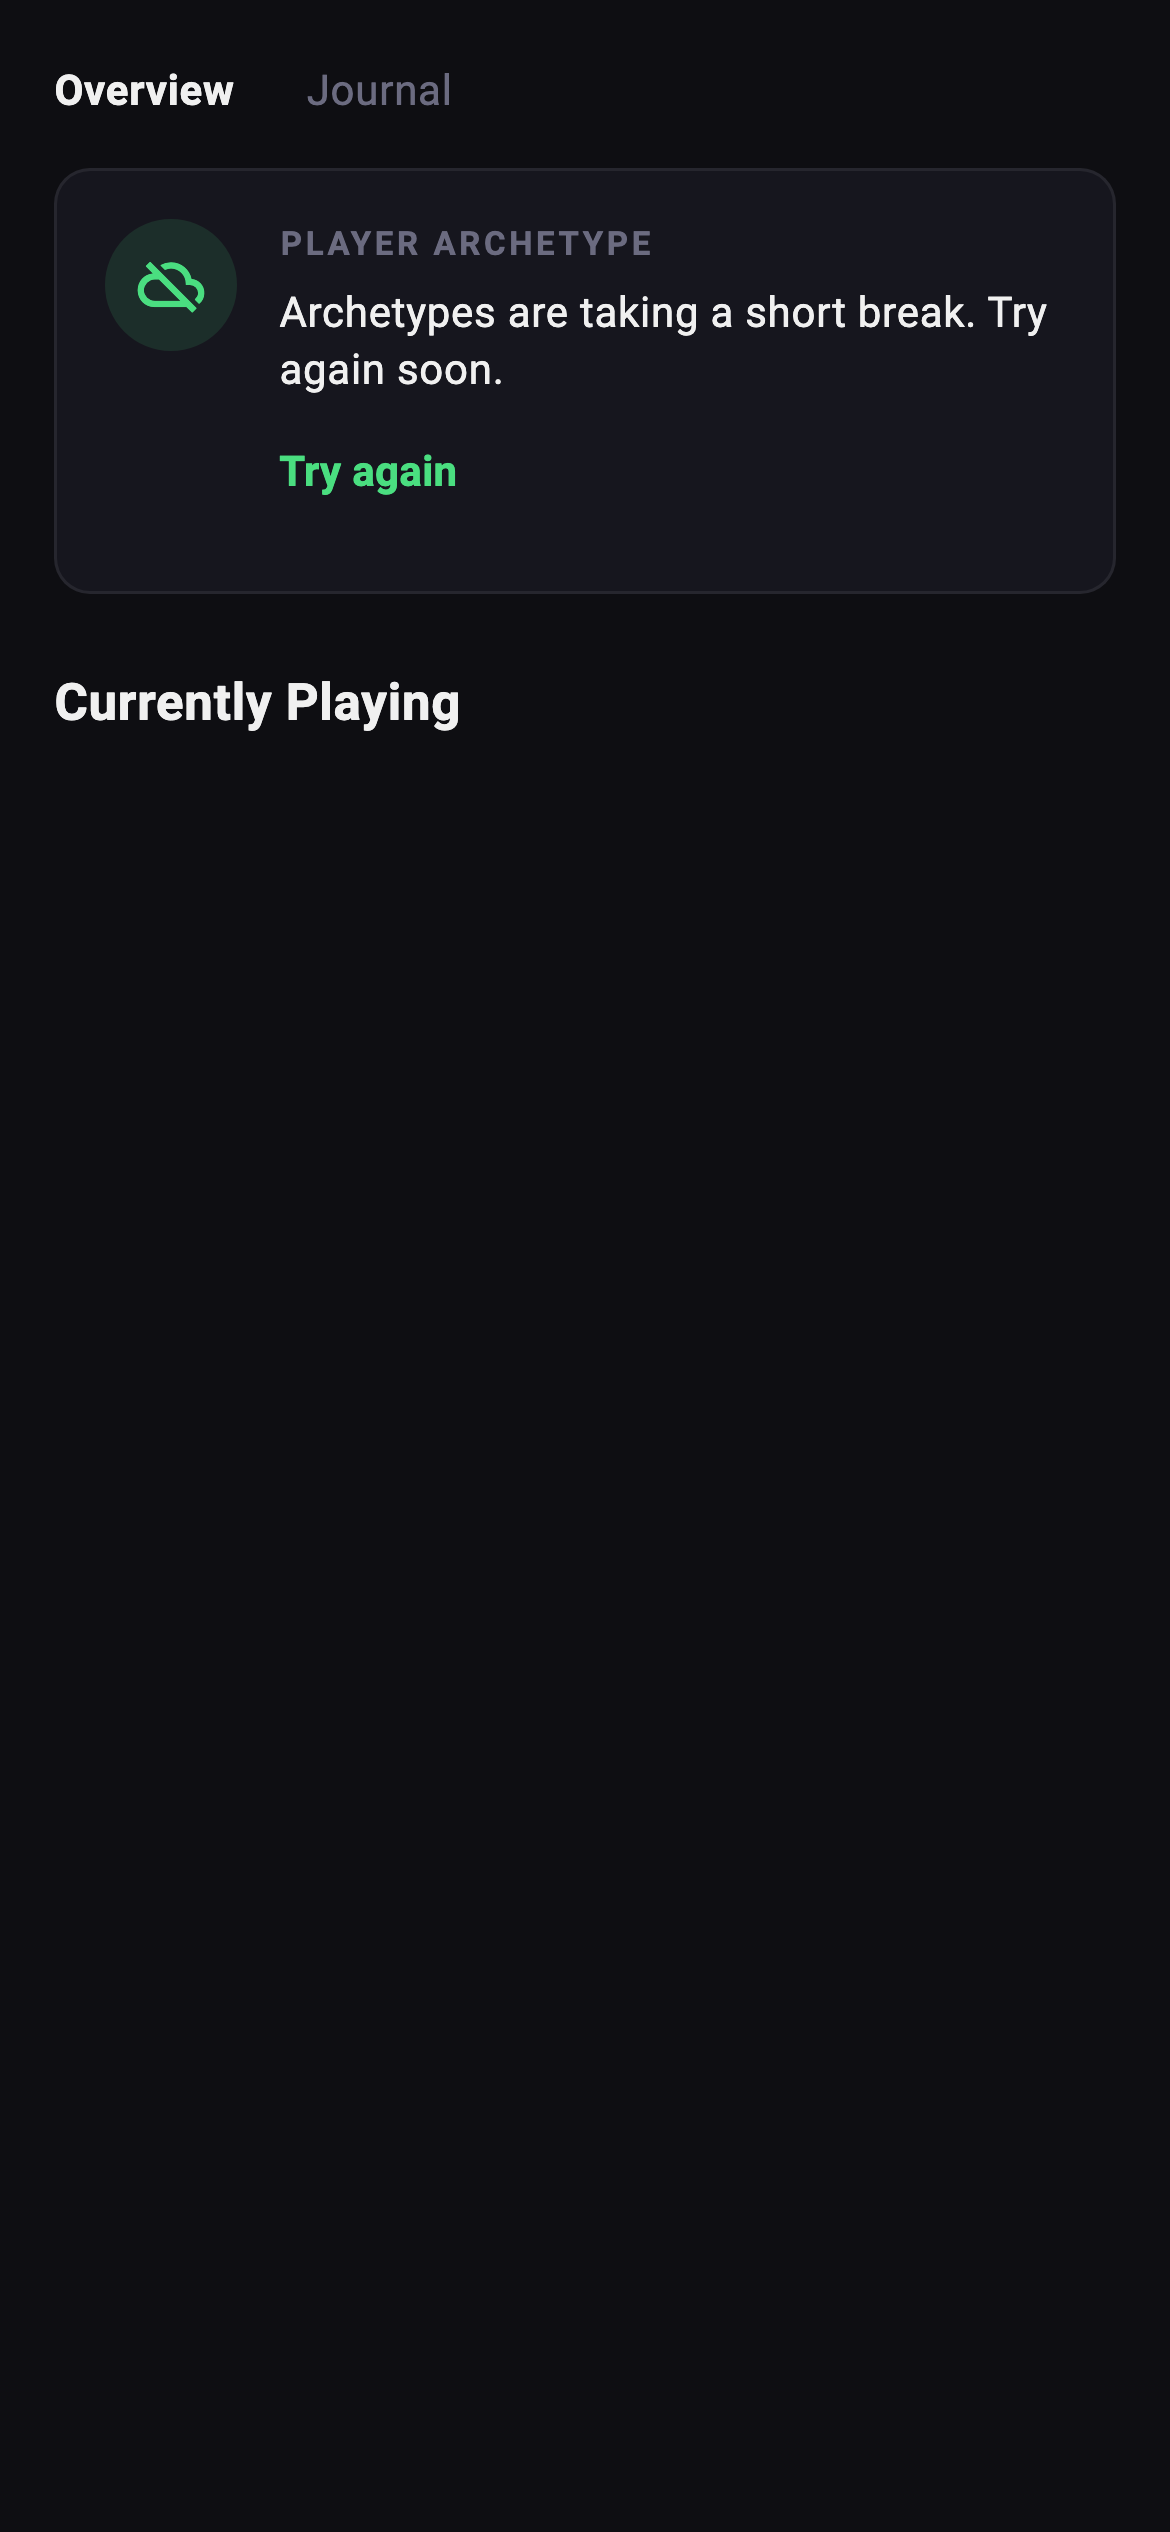 Overview Journal
PLAYER ARCHETYPE
Archetypes are taking a short break. Try
again soon.
Try again
Currently Playing